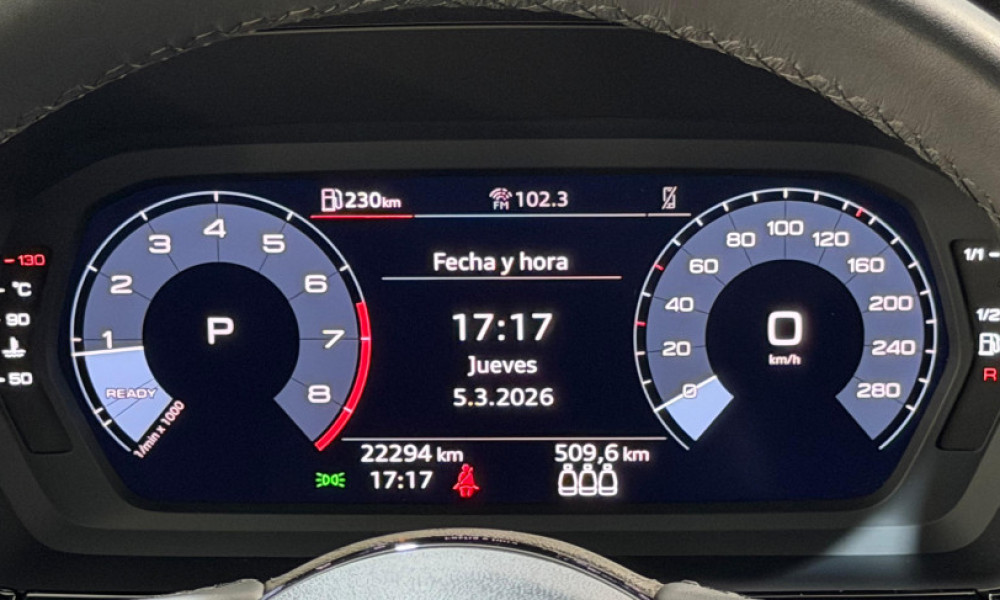 230 km
FM 102.3
Fecha y hora
17:17
Jueves
5.3.2026
22294 km
509,6 km
17:17
P
1
2
3
4
5
6
7
8
READY
1/min x 1000
0
km/h
0
20
40
60
80
100
120
160
200
240
280
130
°C
90
50
1/1
1/2
R